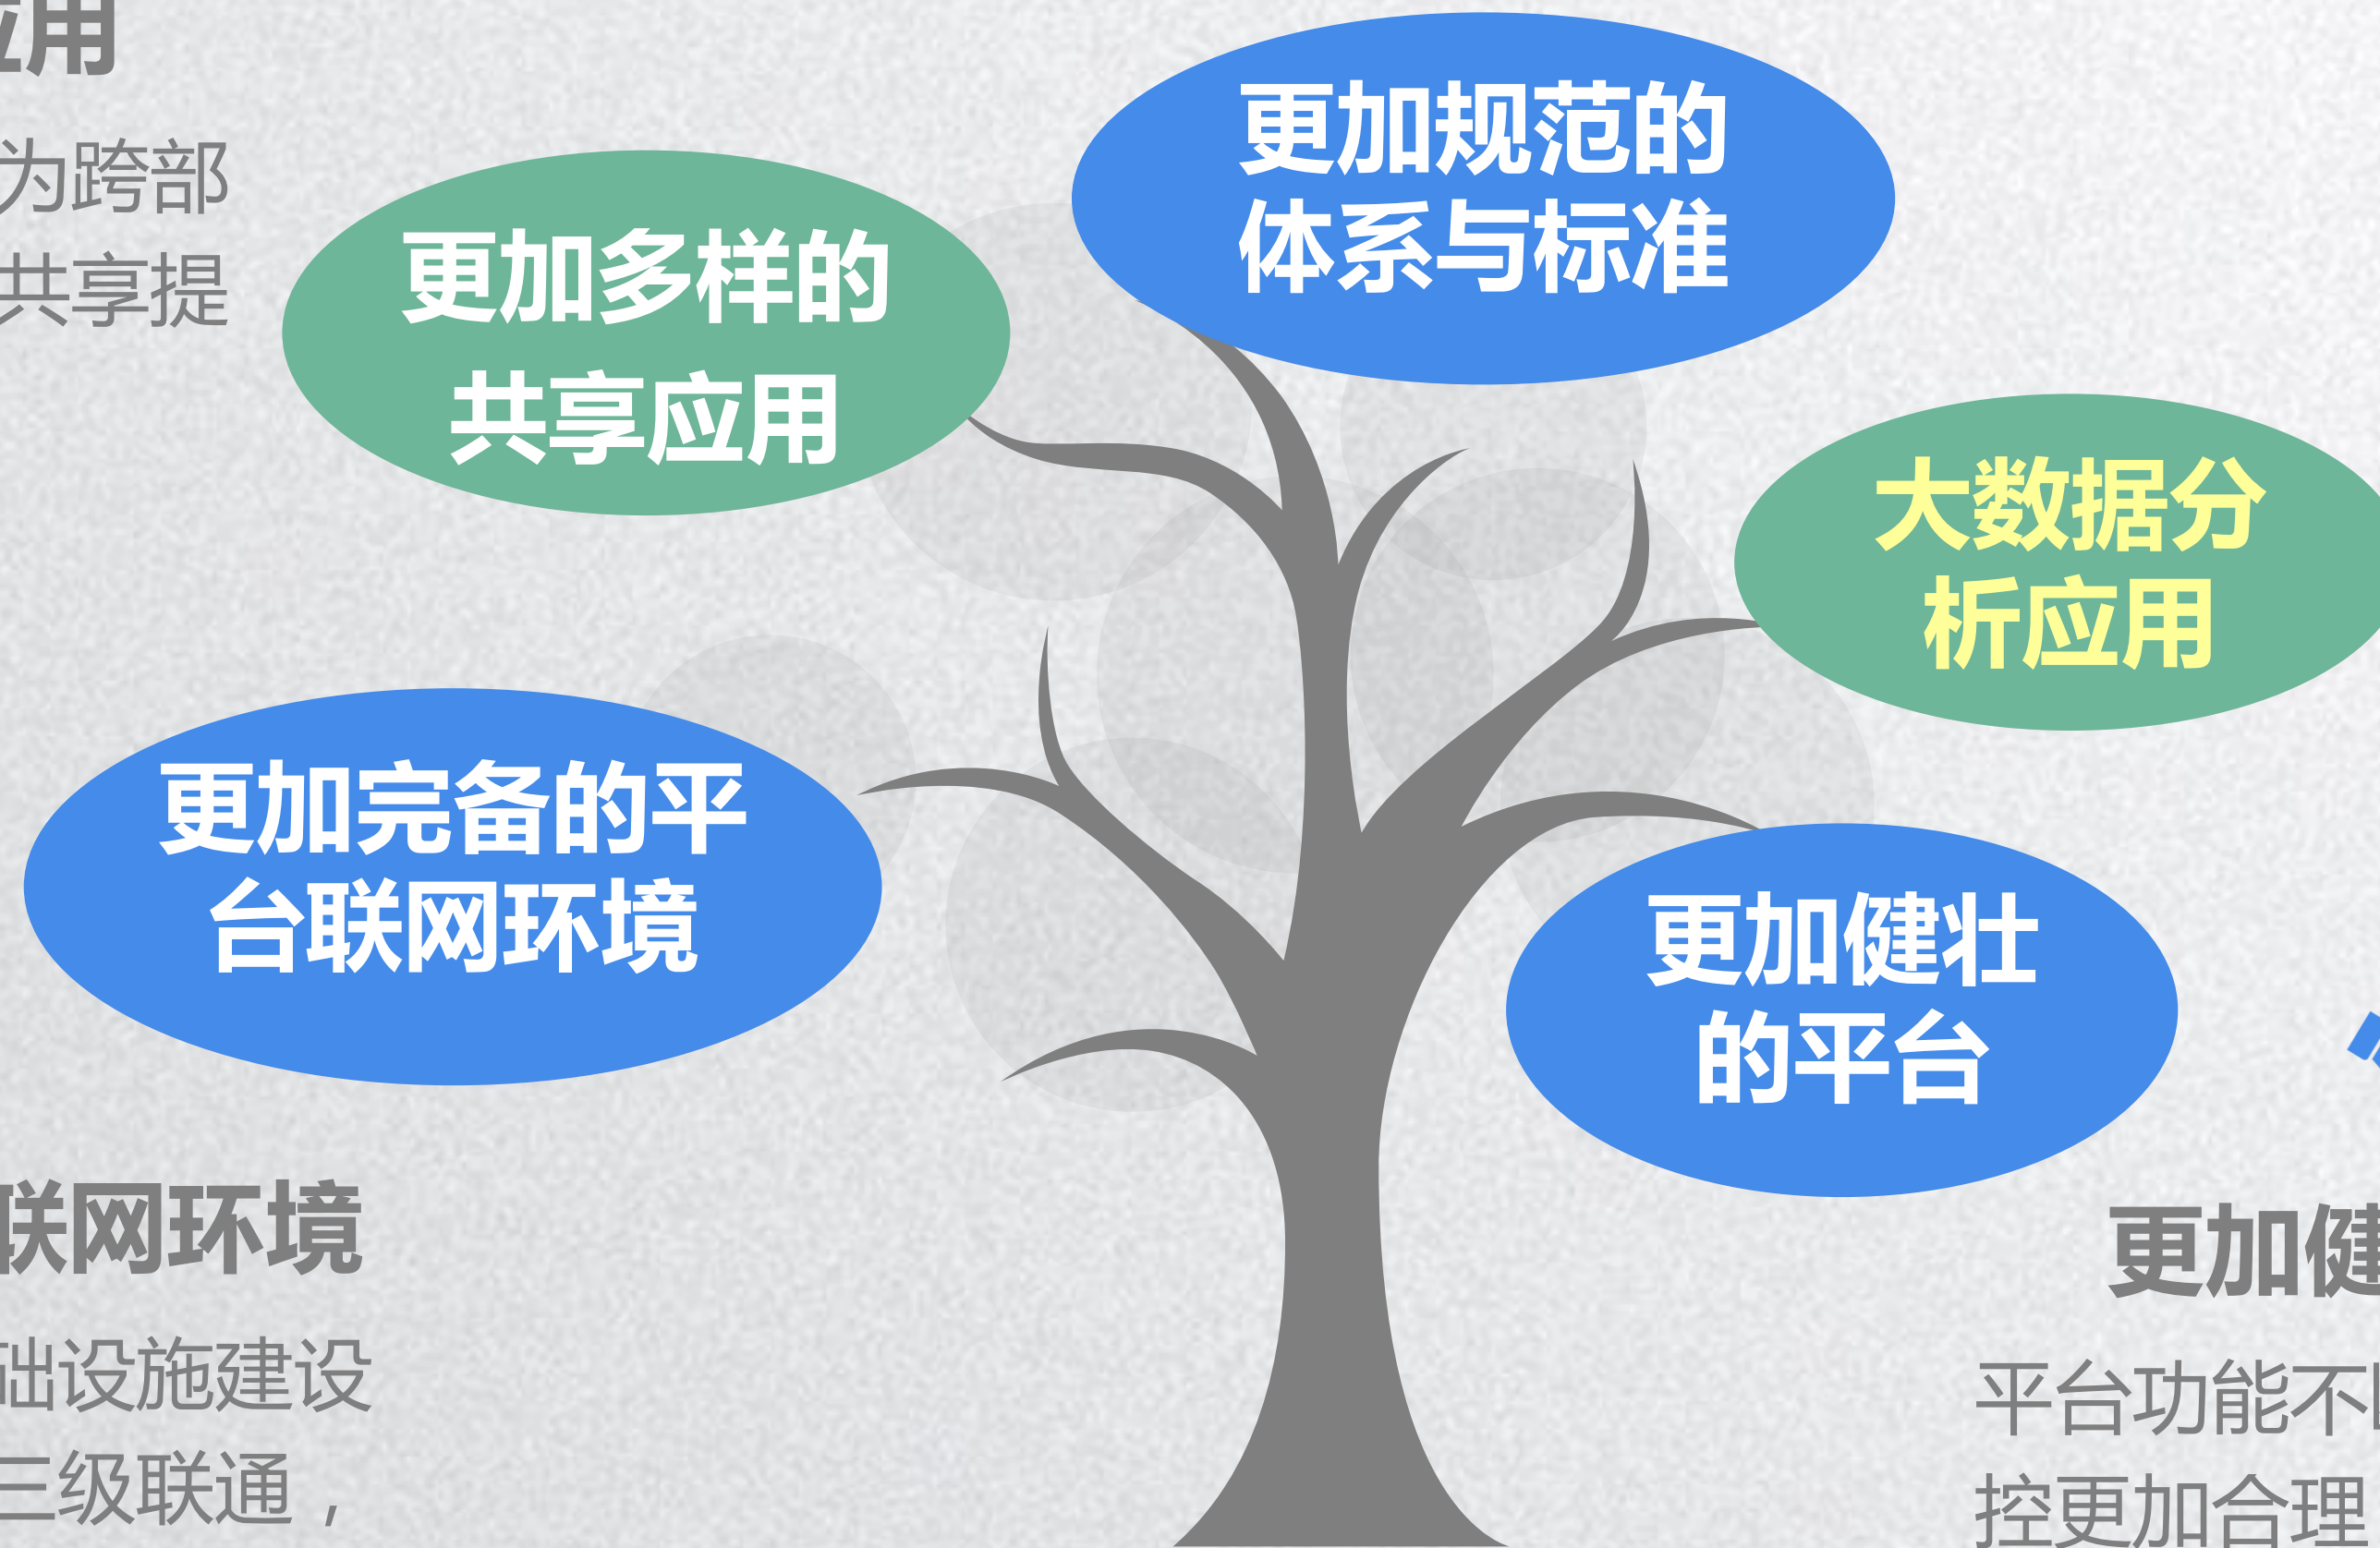 应用
为跨部
共享提
更加多样的
共享应用
更加规范的
体系与标准
大数据分
析应用
更加完备的平
台联网环境
更加健壮
的平台
联网环境
础设施建设
三级联通，
更加健
平台功能不
控更加合理